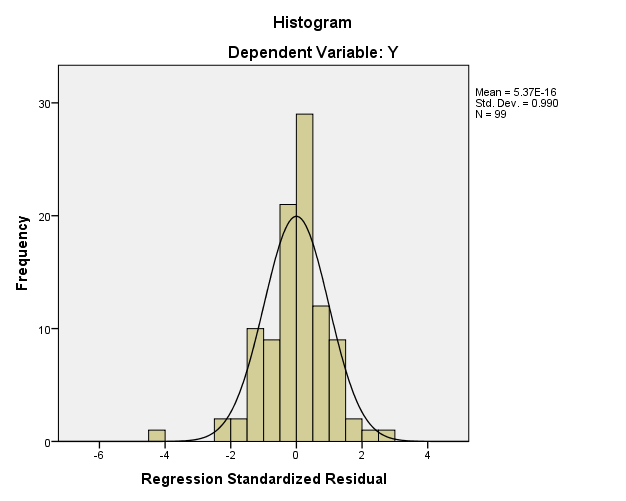 Histogram
Dependent Variable: Y
Mean = 5.37E-16
Std. Dev. = 0.990
N = 99
Frequency
30
20
10
0
-6 -4 -2 0 2 4
Regression Standardized Residual